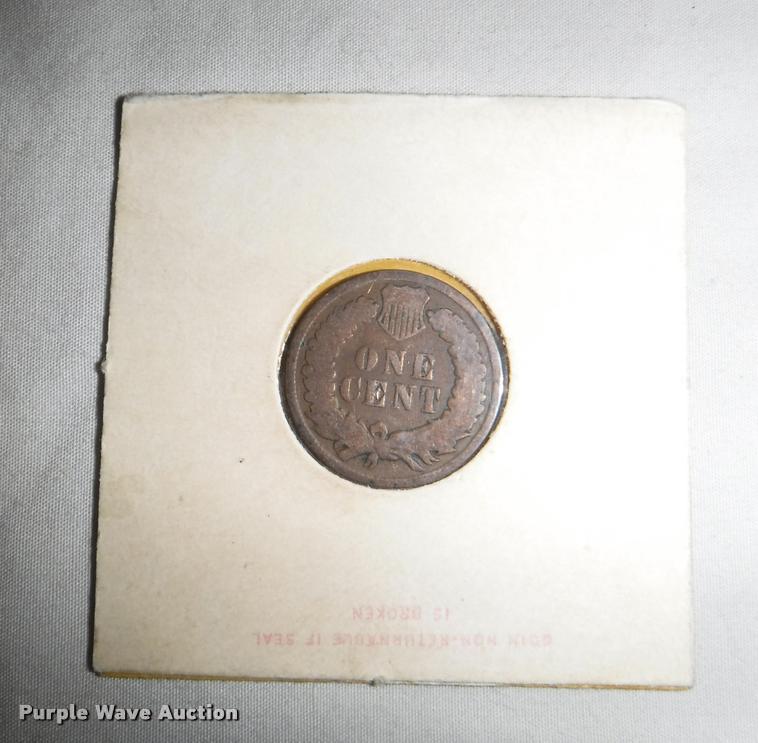 ONE
CENT
COIN NON-RETURNABLE IF SEAL
IS BROKEN
Purple Wave Auction